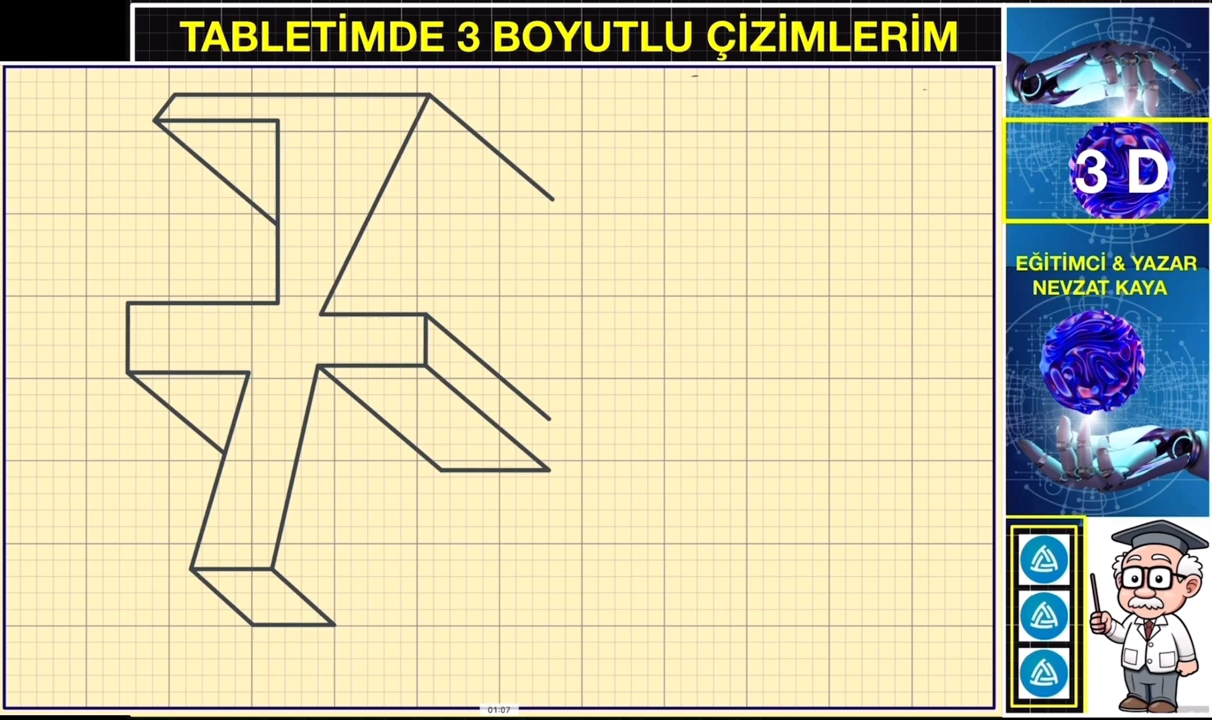 TABLETİMDE 3 BOYUTLU ÇİZİMLERİM
3 D
EĞİTİMCİ & YAZAR
NEVZAT KAYA
01:07